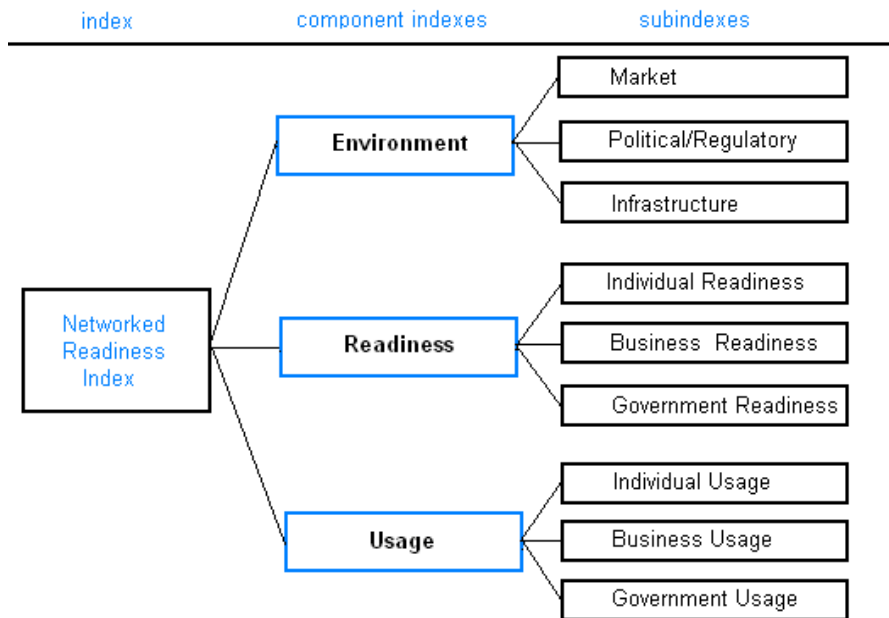 index
component indexes
subindexes
Market
Environment
Political/Regulatory
Infrastructure
Individual Readiness
Networked
Readiness
Index
Readiness
Business Readiness
Government Readiness
Individual Usage
Usage
Business Usage
Government Usage